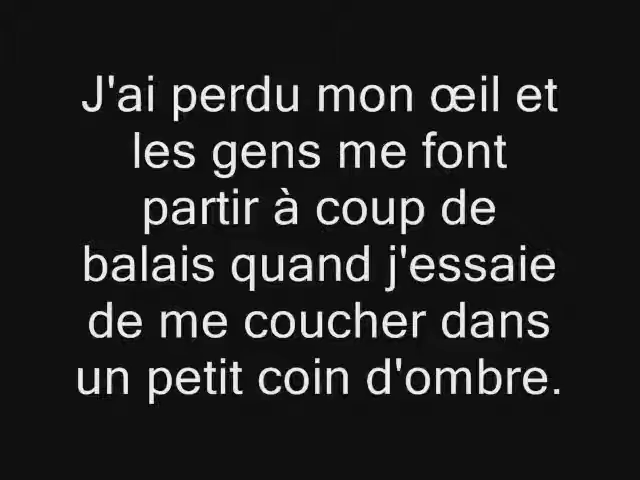 J'ai perdu mon œil et
les gens me font
partir à coup de
balais quand j'essaie
de me coucher dans
un petit coin d'ombre.